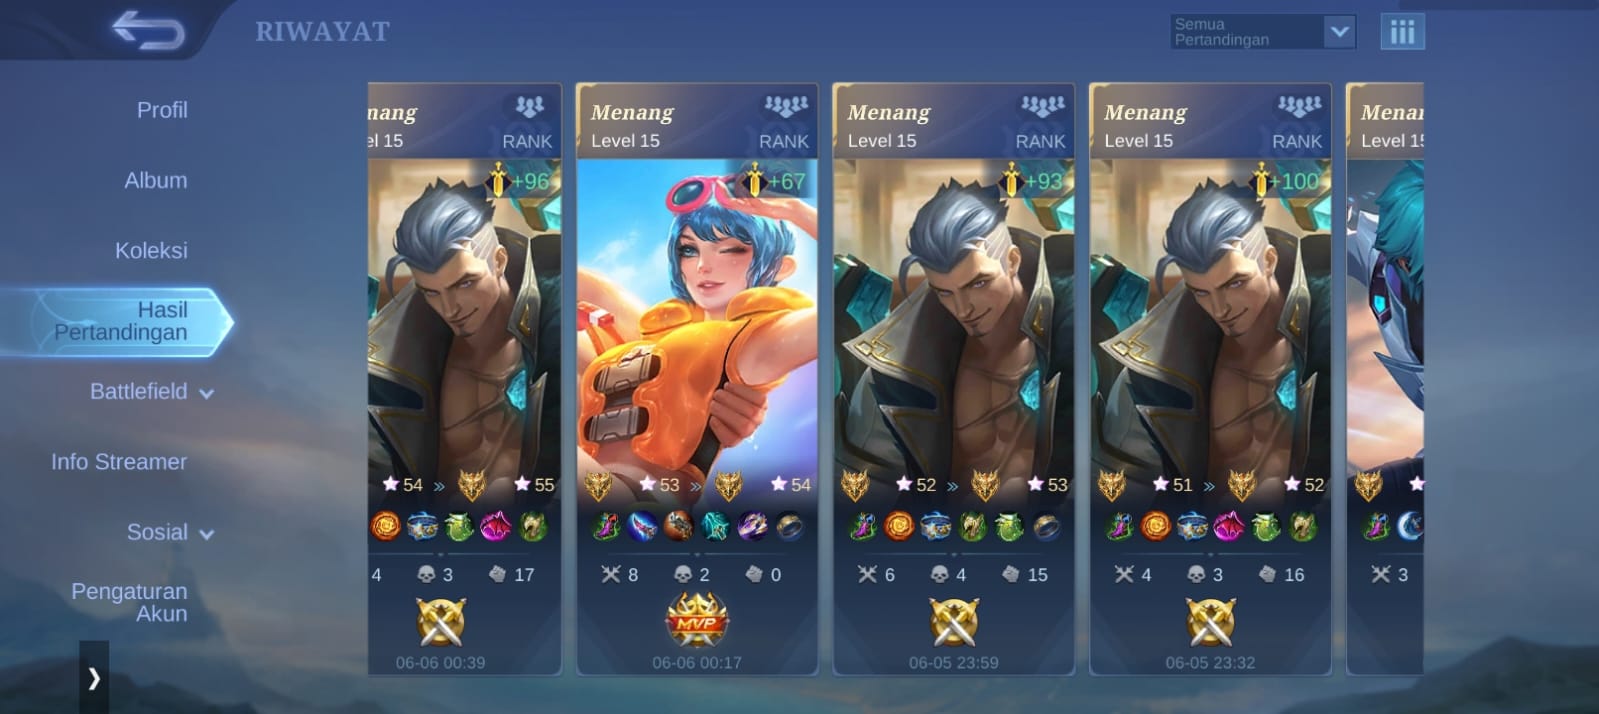 RIWAYAT
Semua
Pertandingan
Profil
Album
Koleksi
Hasil
Pertandingan
Battlefield
Info Streamer
Sosial
Pengaturan
Akun
nang
el 15
RANK
+96
54 » 55
4 3 17
06-06 00:39
Menang
Level 15
RANK
+67
53 » 54
8 2 0
MVP
06-06 00:17
Menang
Level 15
RANK
+93
52 » 53
6 4 15
06-05 23:59
Menang
Level 15
RANK
+100
51 » 52
4 3 16
06-05 23:32
Menan
Level 15
3